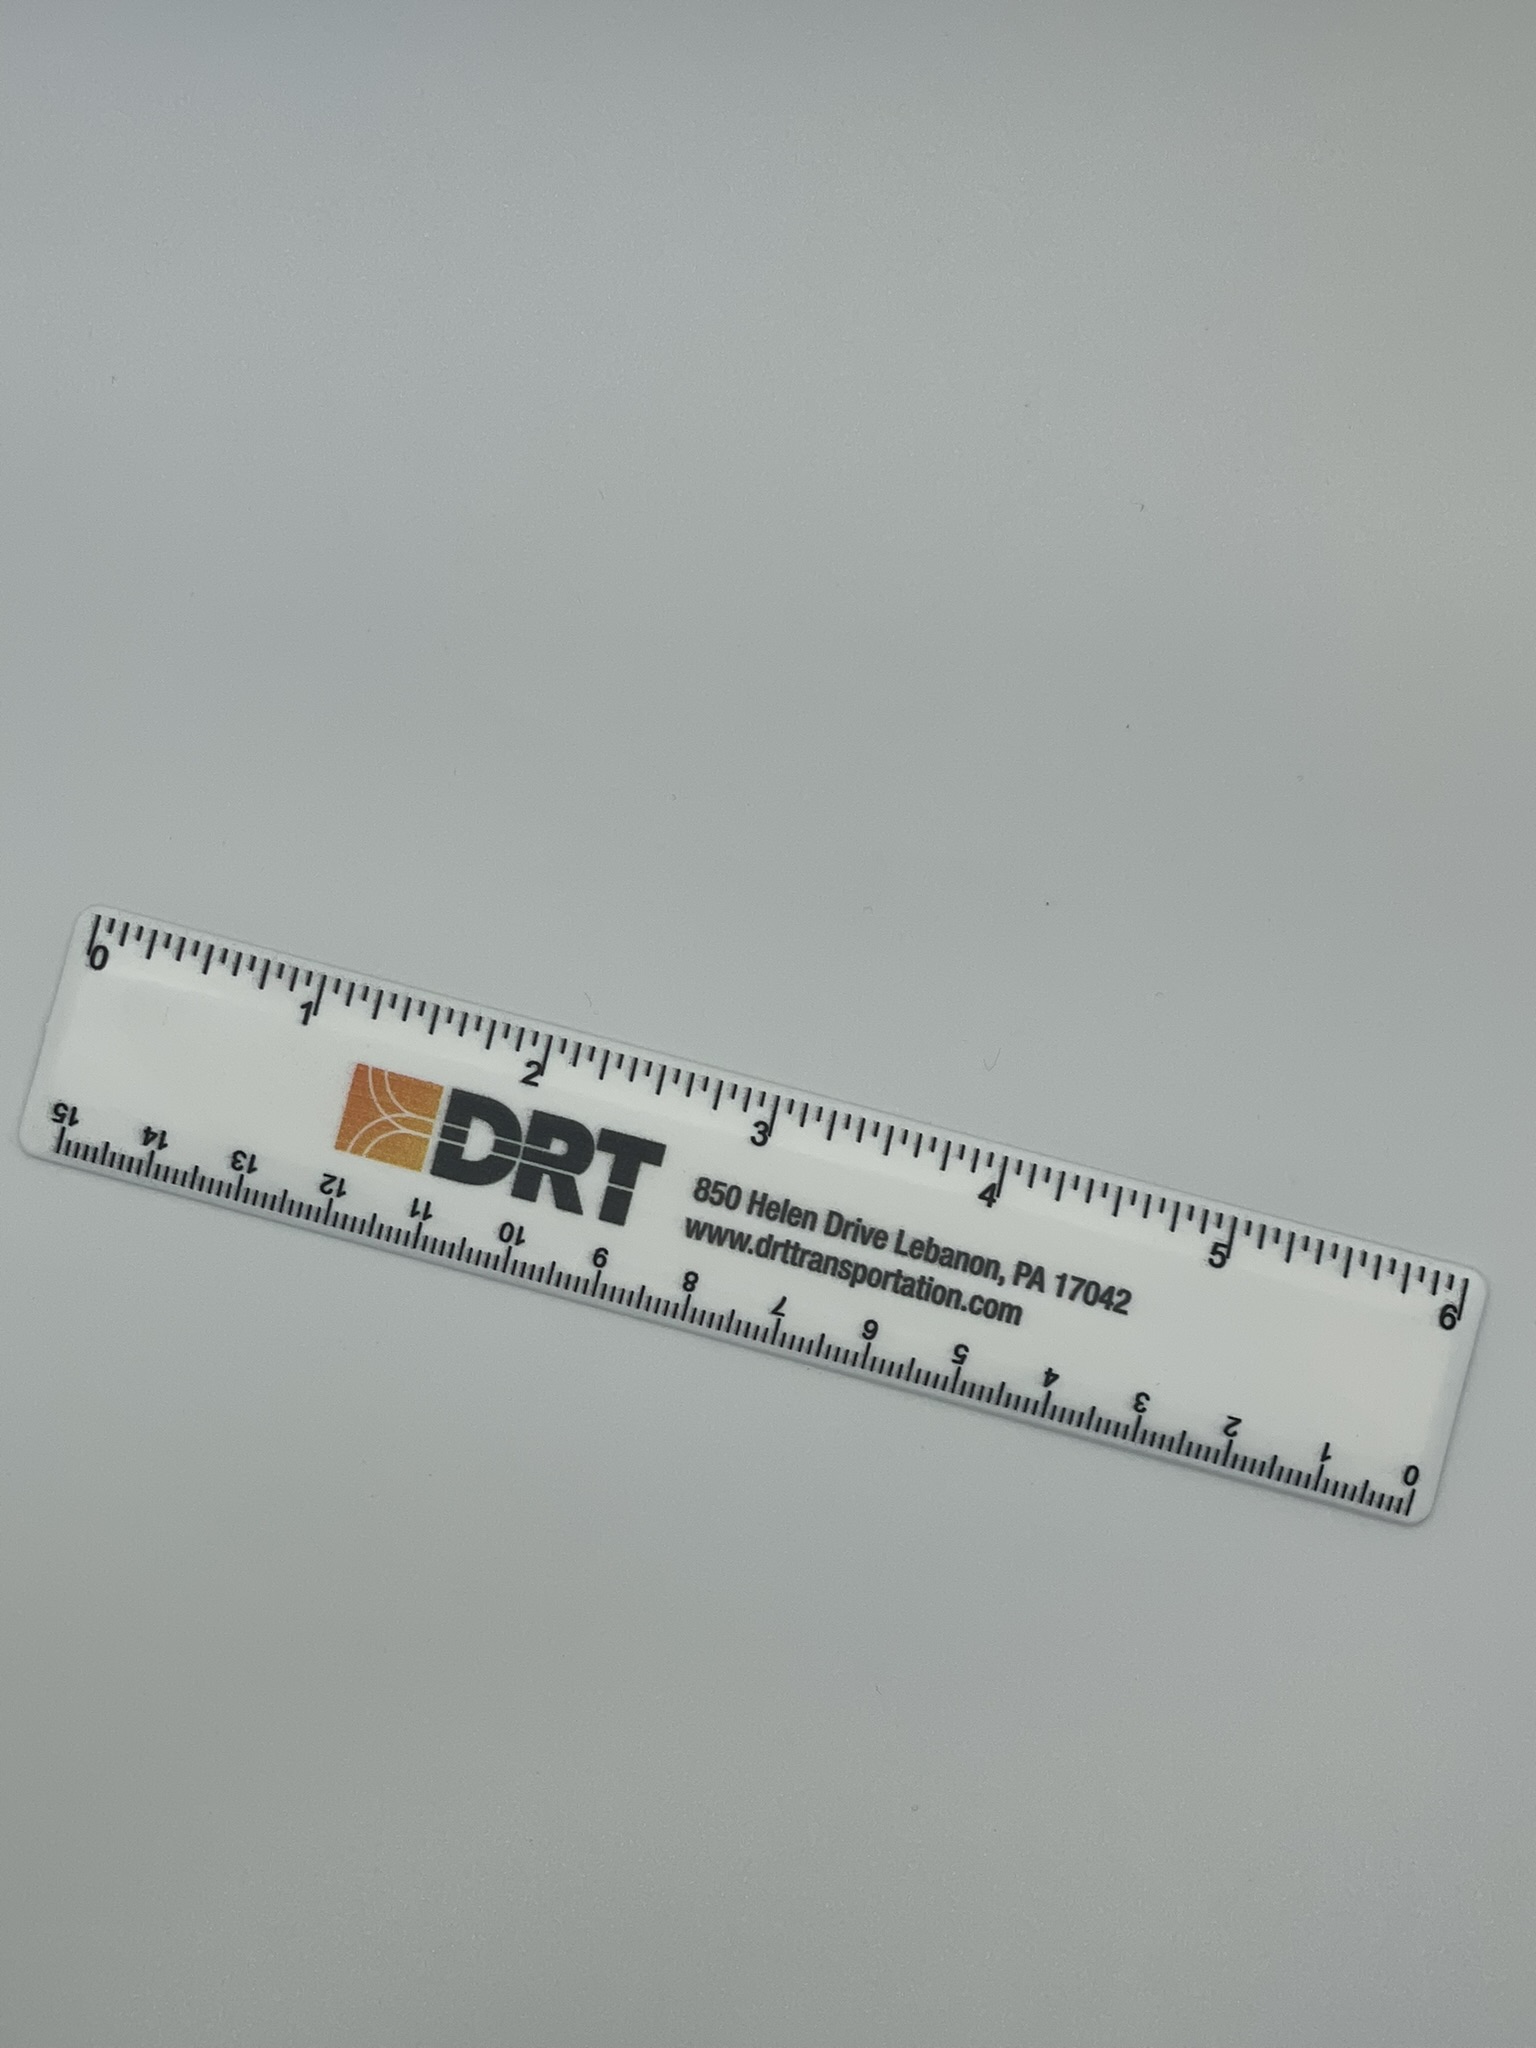 0 1 2 3 4 5 6
DRT
850 Helen Drive Lebanon, PA 17042
www.drttransportation.com
0 1 2 3 4 5 6 7 8 9 10 11 12 13 14 15